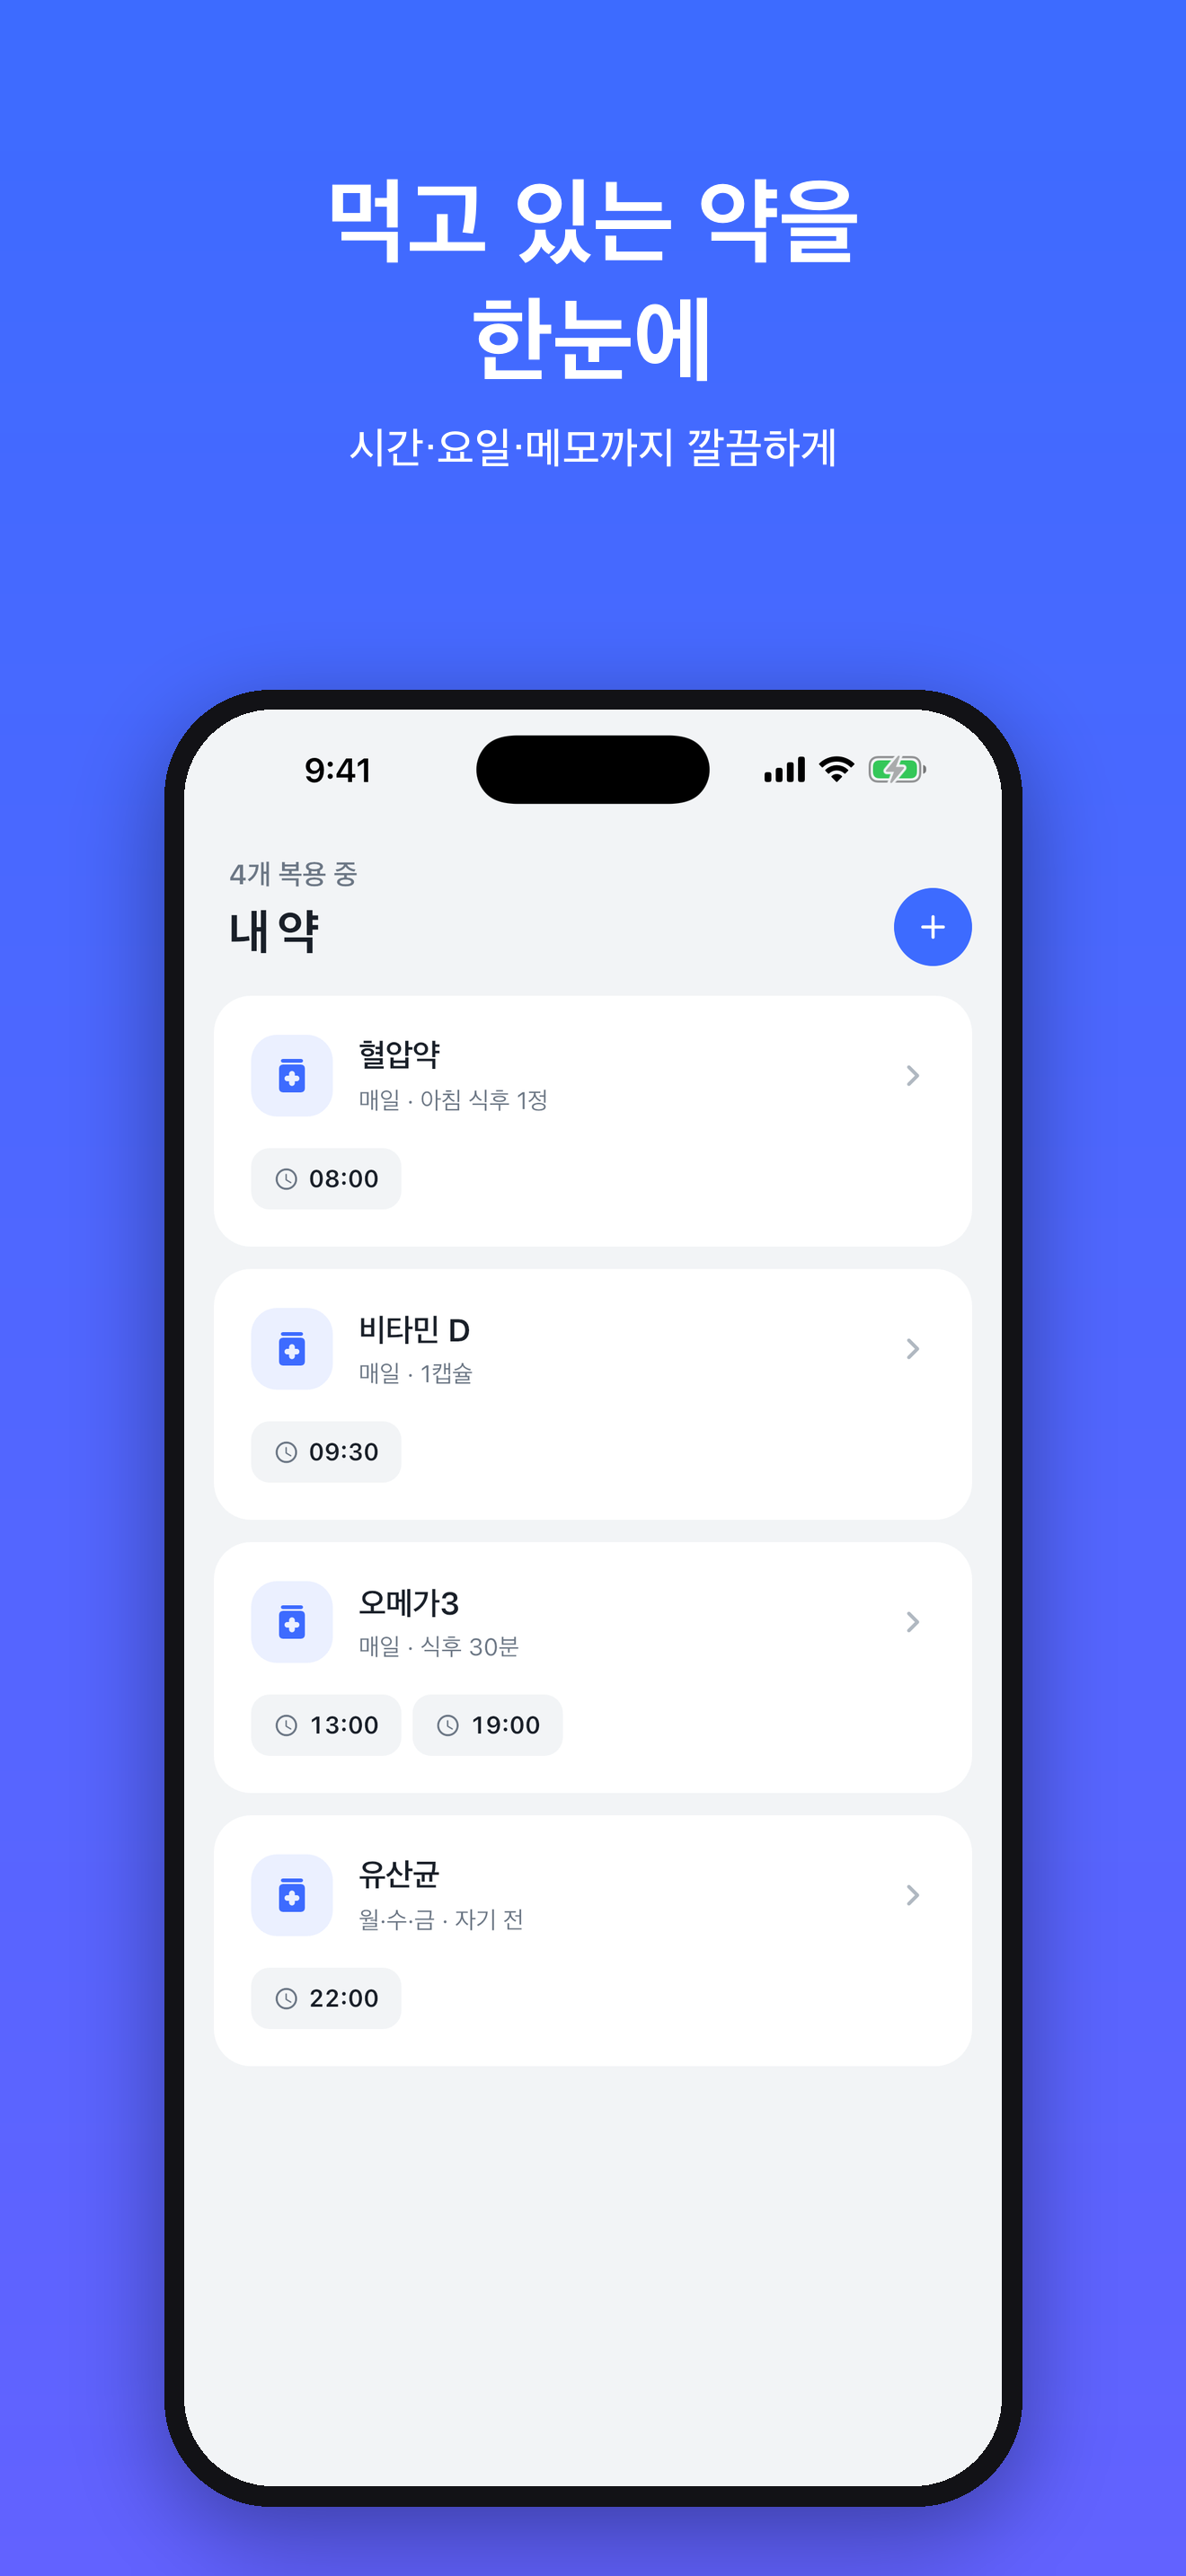 먹고 있는 약을
한눈에
시간·요일·메모까지 깔끔하게
9:41
4개 복용 중
내 약
혈압약
매일 · 아침 식후 1정
08:00
비타민 D
매일 · 1캡슐
09:30
오메가3
매일 · 식후 30분
13:00 19:00
유산균
월·수·금 · 자기 전
22:00